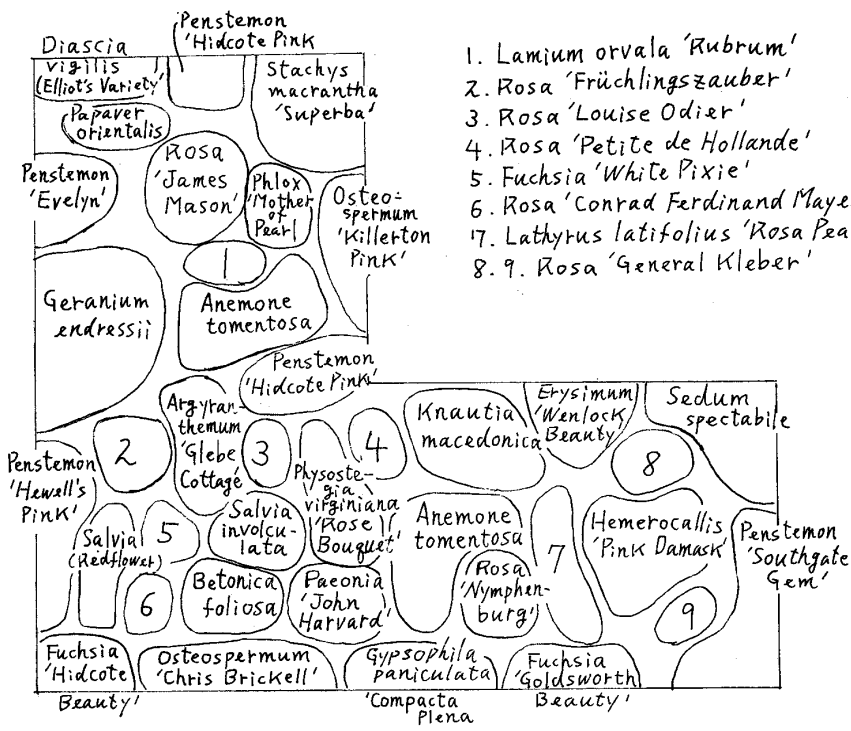 Penstemon
'Hidcote Pink
Diascia
vigilis
(Elliot's Variety)
Stachys
macrantha
'Superba'
Papaver
orientalis
Rosa
'James
Mason'
Penstemon
'Evelyn'
Phlox
'Mother
of
Pearl
Osteo-
spermum
'Killerton
Pink'
1
Geranium
endressii
Anemone
tomentosa
Penstemon
'Hidcote Pink'
1. Lamium orvala 'Rubrum'
2. Rosa 'Früchlingszauber'
3. Rosa 'Louise Odier'
4. Rosa 'Petite de Hollande'
5. Fuchsia 'White Pixie'
6. Rosa 'Conrad Ferdinand Maye
7. Lathyrus latifolius 'Rosa Pea
8. 9. Rosa 'General Kleber'
Argyran-
themum
'Glebe
Cottage
2
3
4
Knautia
macedonica
Erysimum
'Wenlock
Beauty
Sedum
spectabile
8
Penstemon
'Hewell's
Pink'
Physoste-
gia
virginiana
'Rose
Bouquet'
Salvia
(Redflower)
5
Salvia
involcu-
lata
Anemone
tomentosa
7
Hemerocallis
'Pink Damask'
Penstemon
'Southgate
Gem'
6
Betonica
foliosa
Paeonia
'John
Harvard'
Rosa
'Nymphen-
burg'
9
Fuchsia
'Hidcote
Beauty'
Osteospermum
'Chris Brickell'
Gypsophila
paniculata
'Compacta
Plena
Fuchsia
'Goldsworth
Beauty'